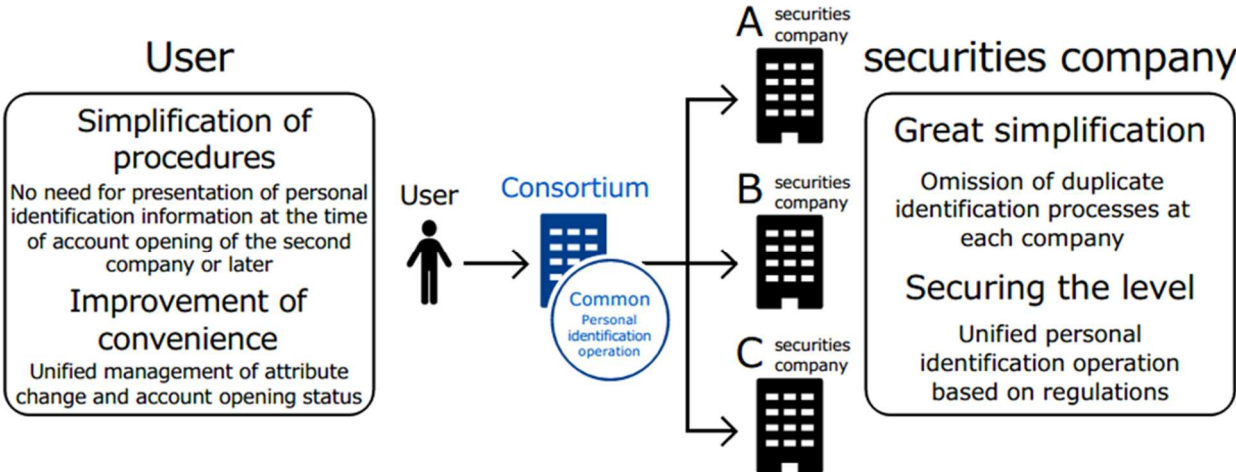 User
Simplification of
procedures
No need for presentation of personal
identification information at the time
of account opening of the second
company or later
Improvement of
convenience
Unified management of attribute
change and account opening status
User
Consortium
Common
Personal
identification
operation
A securities
company
B securities
company
C securities
company
securities company
Great simplification
Omission of duplicate
identification processes at
each company
Securing the level
Unified personal
identification operation
based on regulations